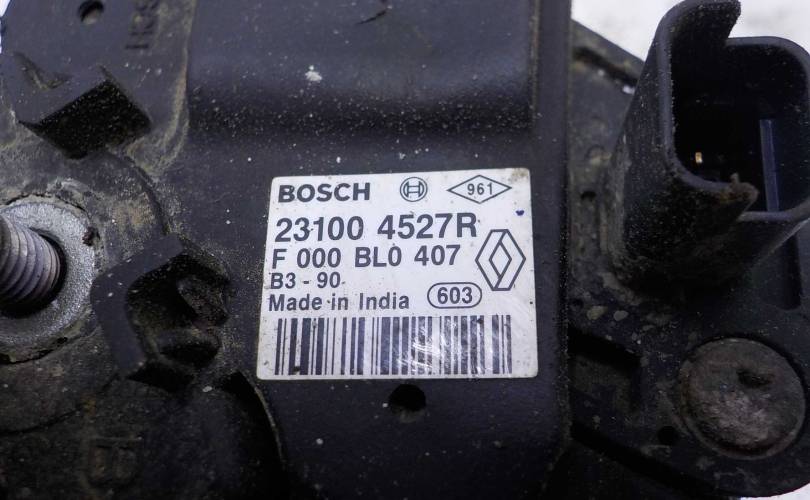 BOSCH 961
23100 4527R
F 000 BL0 407
B3 - 90
Made in India 603